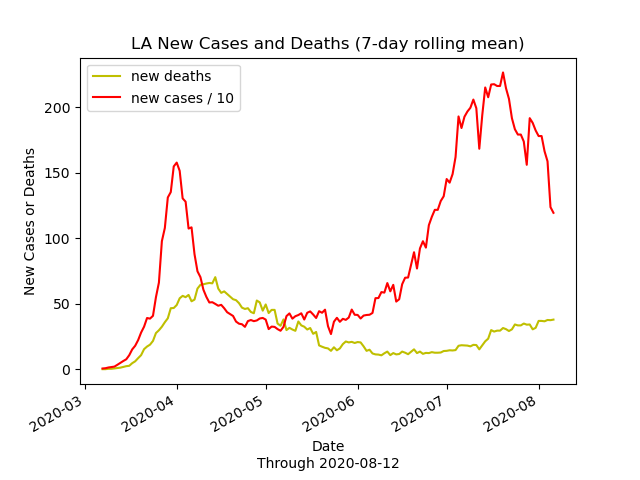 LA New Cases and Deaths (7-day rolling mean)
new deaths
new cases / 10
New Cases or Deaths
200
150
100
50
0
2020-03
2020-04
2020-05
2020-06
2020-07
2020-08
Date
Through 2020-08-12